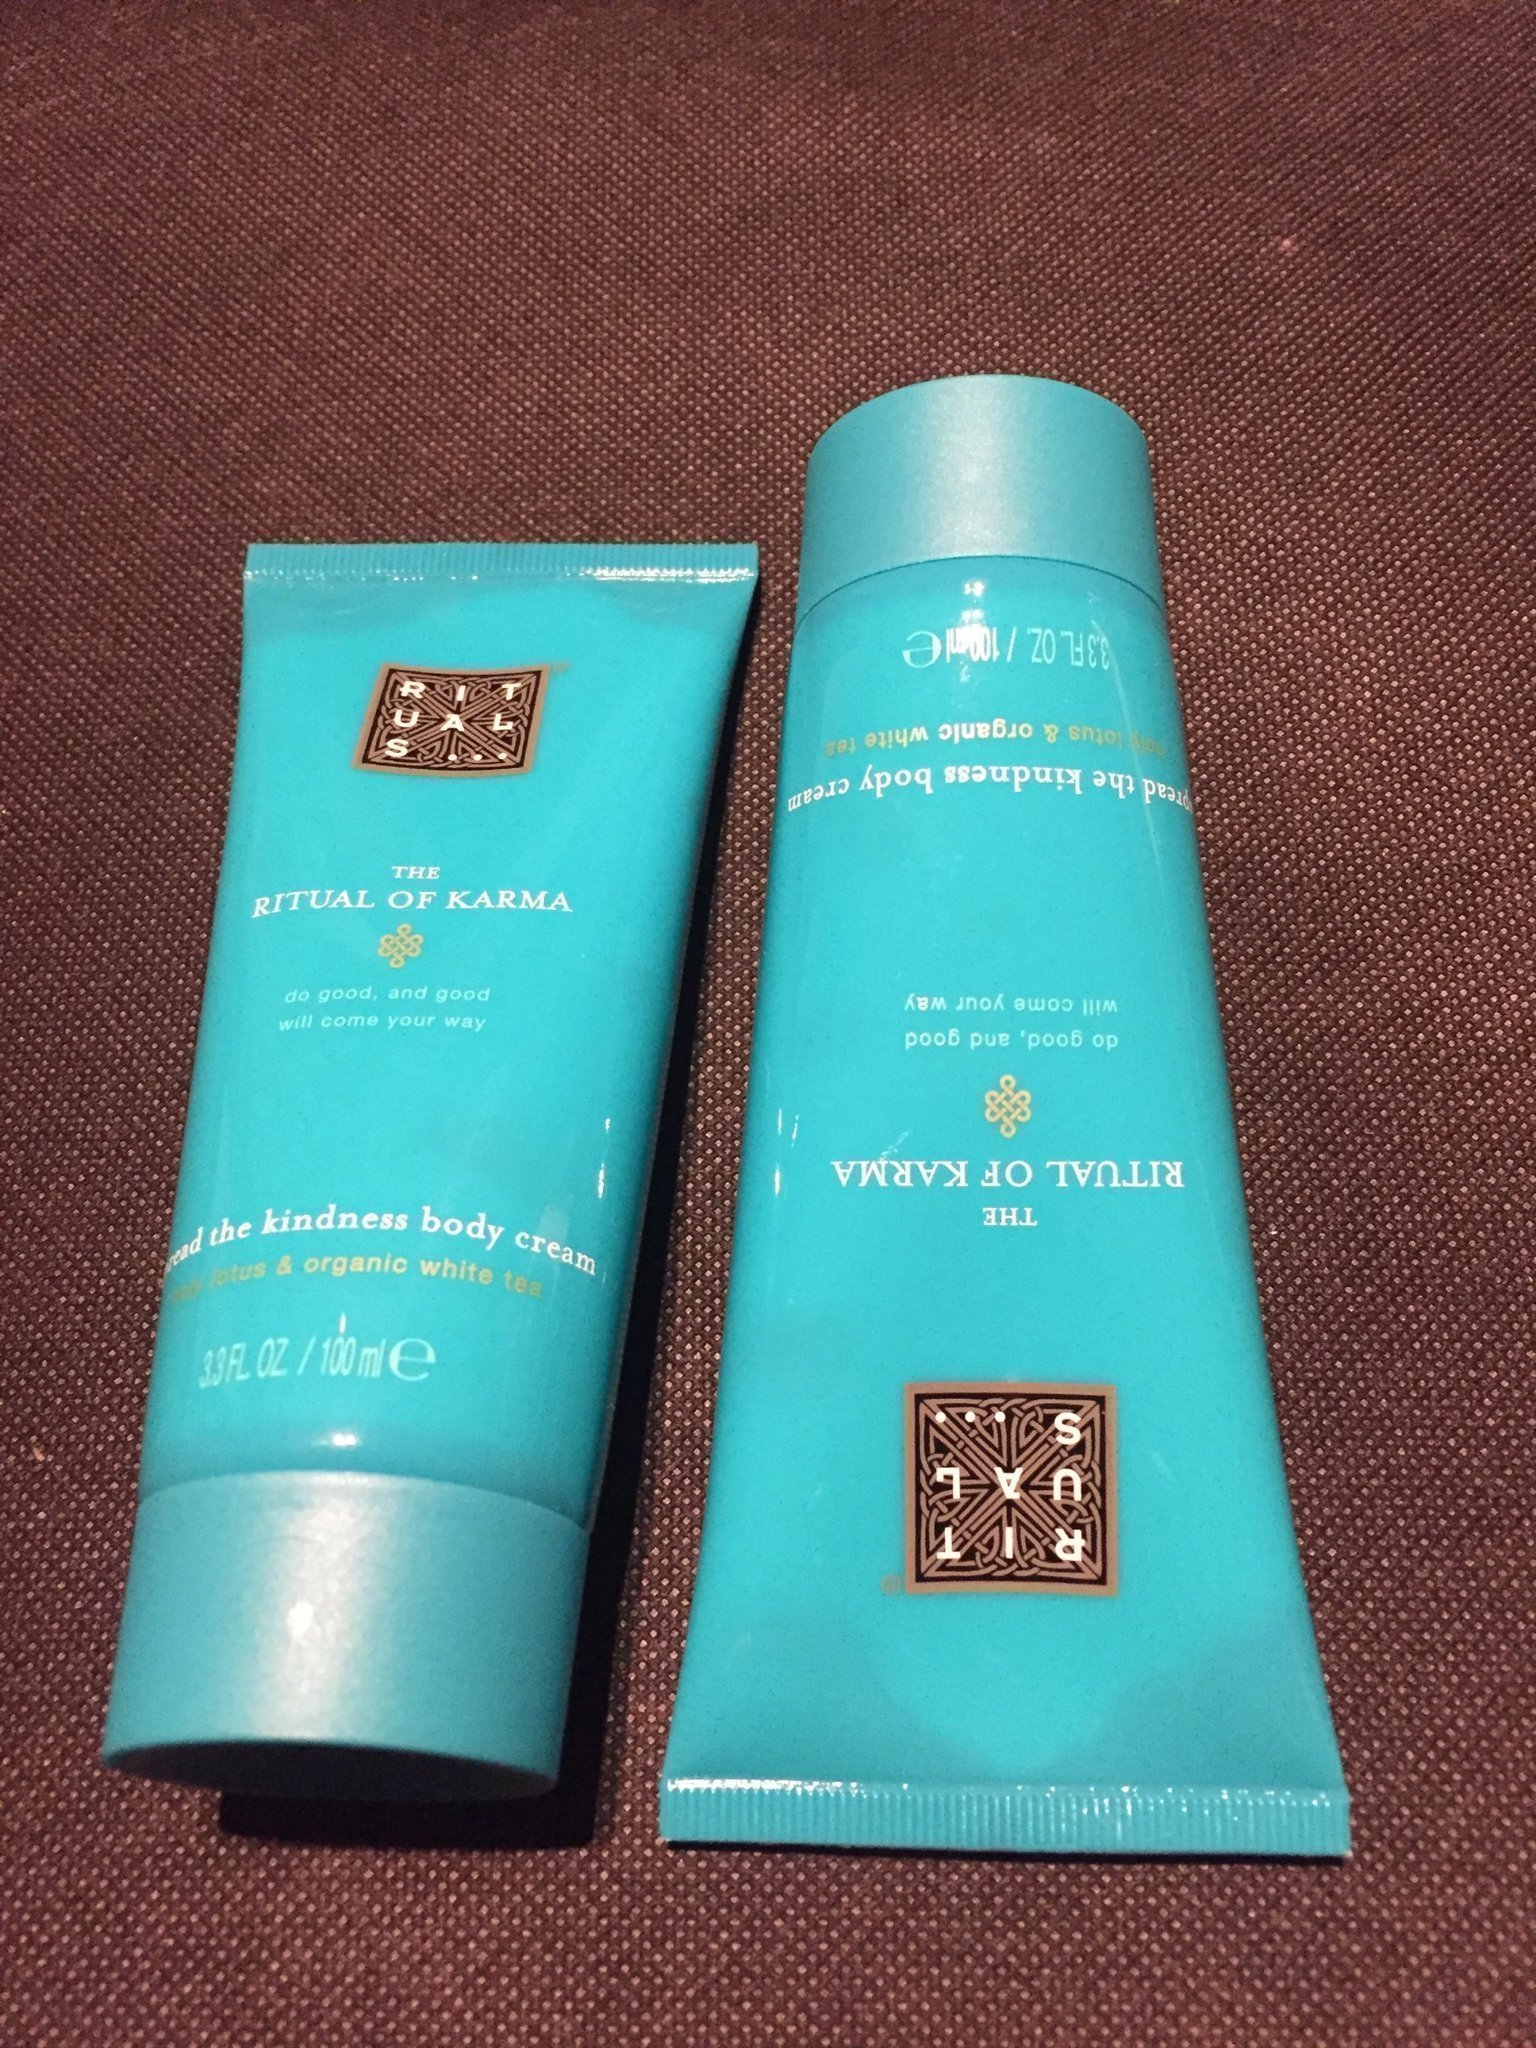 RIT
UAL
S...
THE
RITUAL OF KARMA
do good, and good
will come your way
read the kindness body cream
holy lotus & organic white tea
3.3 FL. OZ / 100 ml e
RIT
UAL
S...
THE
RITUAL OF KARMA
do good, and good
will come your way
spread the kindness body cream
holy lotus & organic white tea
3.3 FL. OZ / 100 ml e